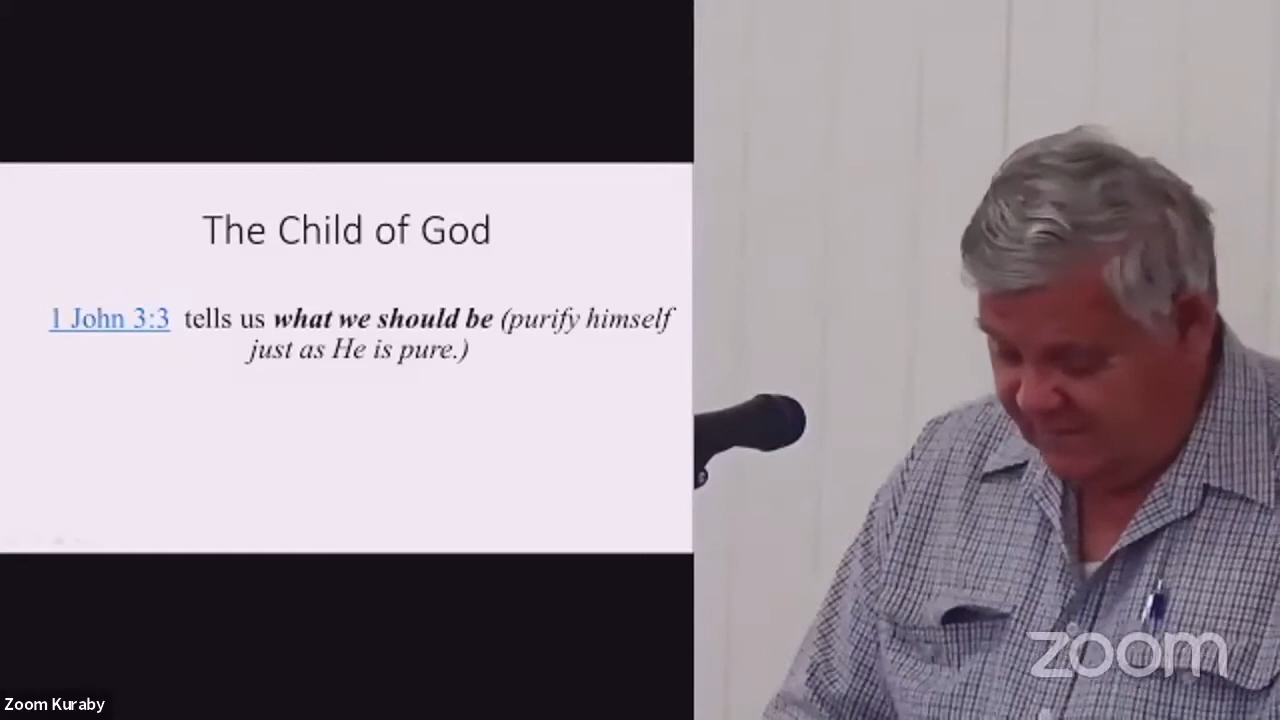 The Child of God
1 John 3:3 tells us what we should be (purify himself
just as He is pure.)
zoom
Zoom Kuraby